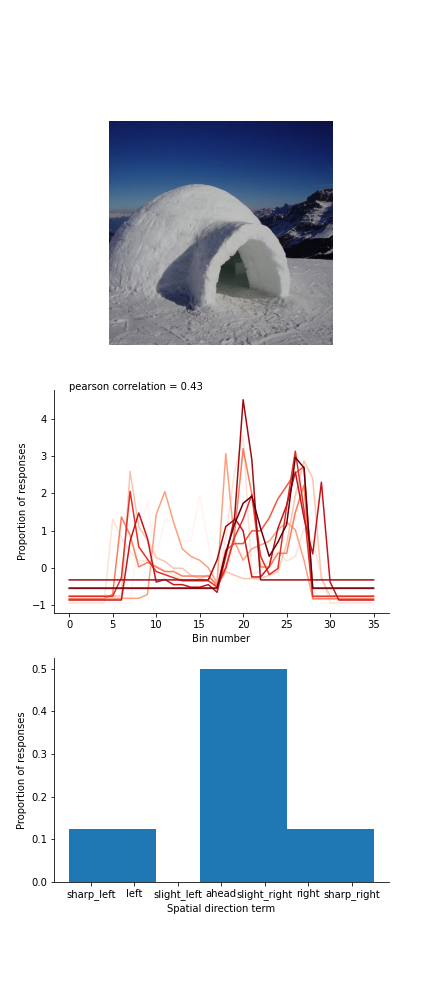 pearson correlation = 0.43
4
3
2
1
0
−1
Proportion of responses
0 5 10 15 20 25 30 35
Bin number
0.5
0.4
0.3
0.2
0.1
0.0
Proportion of responses
sharp_left left slight_left ahead slight_right right sharp_right
Spatial direction term